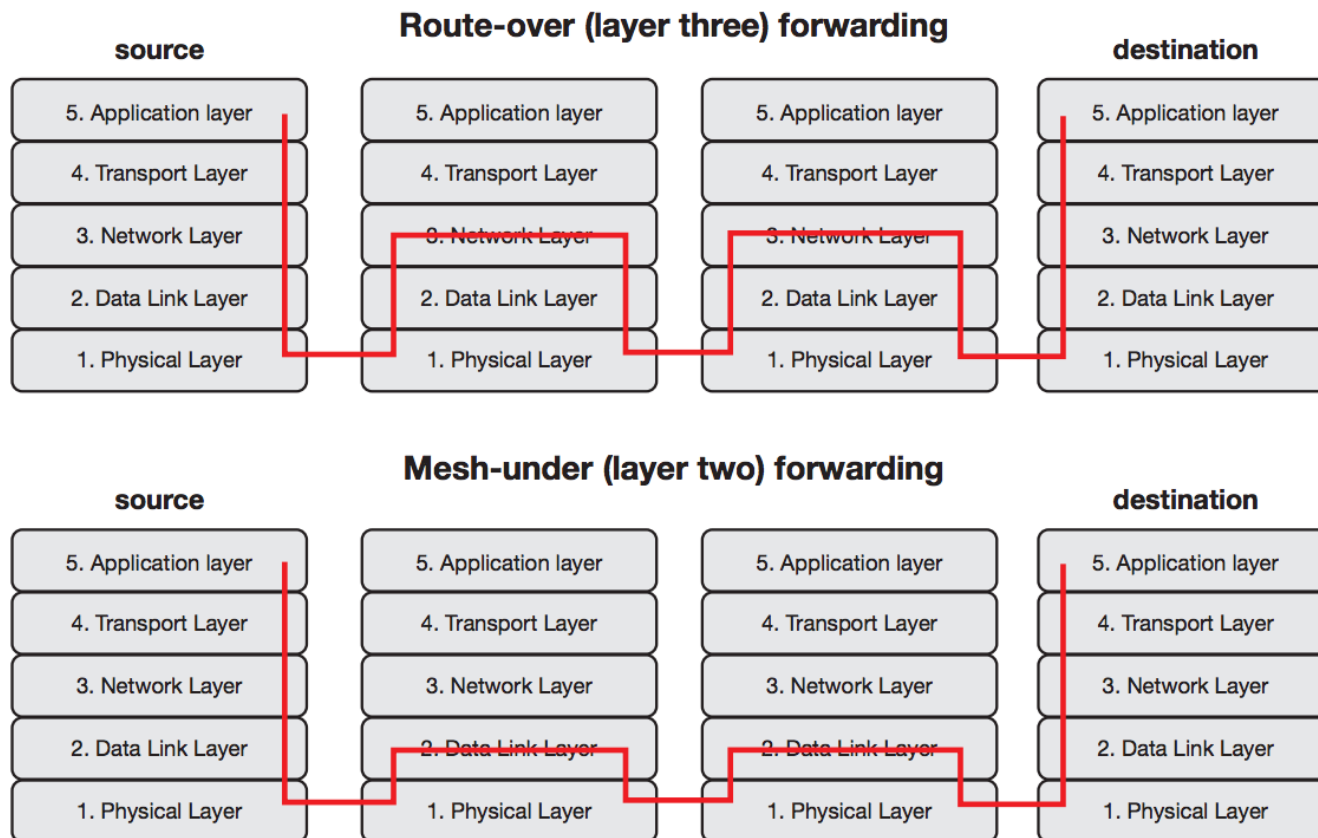 Route-over (layer three) forwarding
source
destination
5. Application layer
5. Application layer
5. Application layer
5. Application layer
4. Transport Layer
4. Transport Layer
4. Transport Layer
4. Transport Layer
3. Network Layer
3. Network Layer
3. Network Layer
3. Network Layer
2. Data Link Layer
2. Data Link Layer
2. Data Link Layer
2. Data Link Layer
1. Physical Layer
1. Physical Layer
1. Physical Layer
1. Physical Layer
Mesh-under (layer two) forwarding
source
destination
5. Application layer
5. Application layer
5. Application layer
5. Application layer
4. Transport Layer
4. Transport Layer
4. Transport Layer
4. Transport Layer
3. Network Layer
3. Network Layer
3. Network Layer
3. Network Layer
2. Data Link Layer
2. Data Link Layer
2. Data Link Layer
2. Data Link Layer
1. Physical Layer
1. Physical Layer
1. Physical Layer
1. Physical Layer